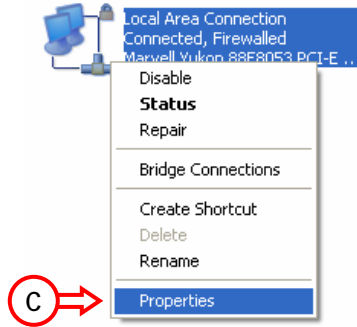 Local Area Connection
Connected, Firewalled
Marvell Yukon 88E8053 PCI-E ...
Disable
Status
Repair
Bridge Connections
Create Shortcut
Delete
Rename
C
Properties